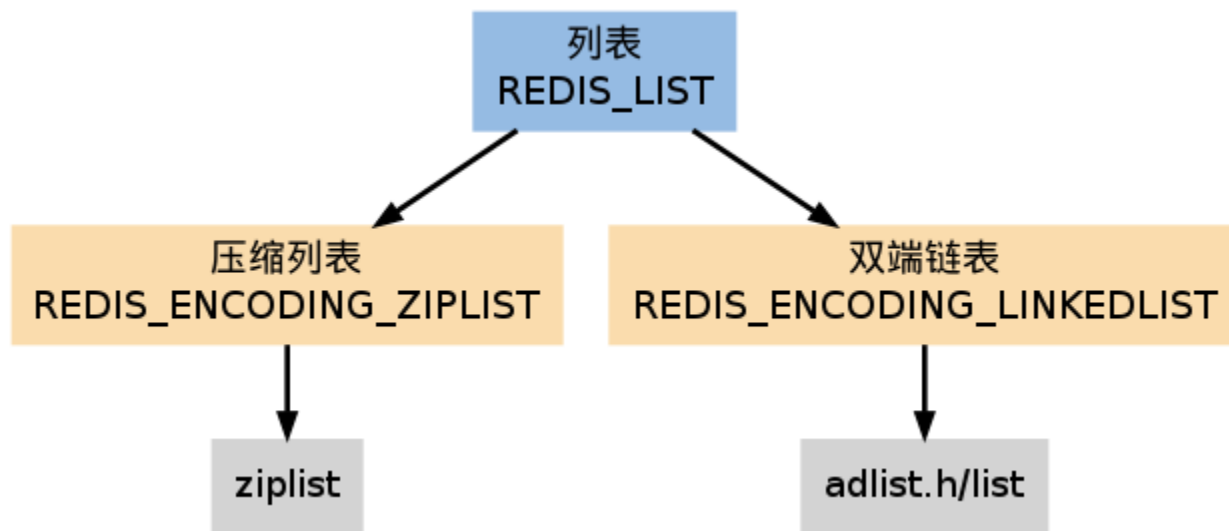 列表
REDIS_LIST
压缩列表
REDIS_ENCODING_ZIPLIST
双端链表
REDIS_ENCODING_LINKEDLIST
ziplist
adlist.h/list